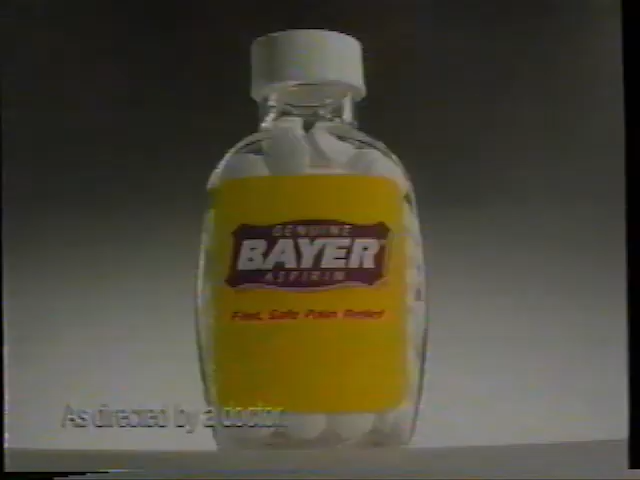 GENUINE
BAYER
ASPIRIN
Fast, Safe Pain Relief
As directed by a doctor.